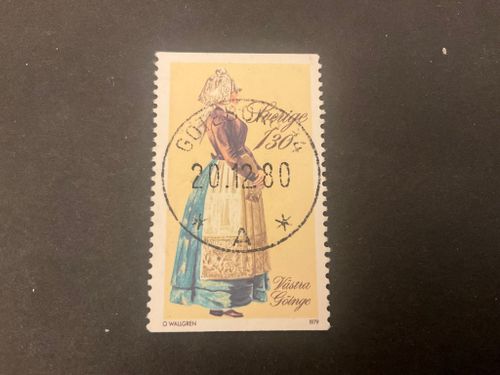 Sverige
130
GÖTEBORG
20.12.80
* A *
Västra
Göinge
O WALLGREN 1979